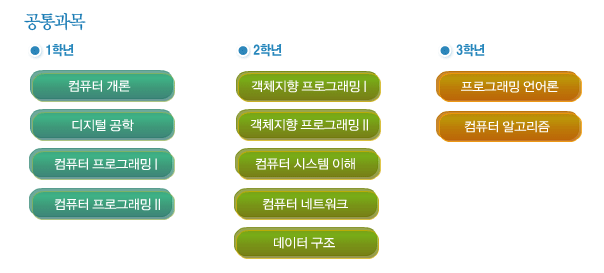 공통과목
1학년
컴퓨터 개론
디지털 공학
컴퓨터 프로그래밍 I
컴퓨터 프로그래밍 II
2학년
객체지향 프로그래밍 I
객체지향 프로그래밍 II
컴퓨터 시스템 이해
컴퓨터 네트워크
데이터 구조
3학년
프로그래밍 언어론
컴퓨터 알고리즘